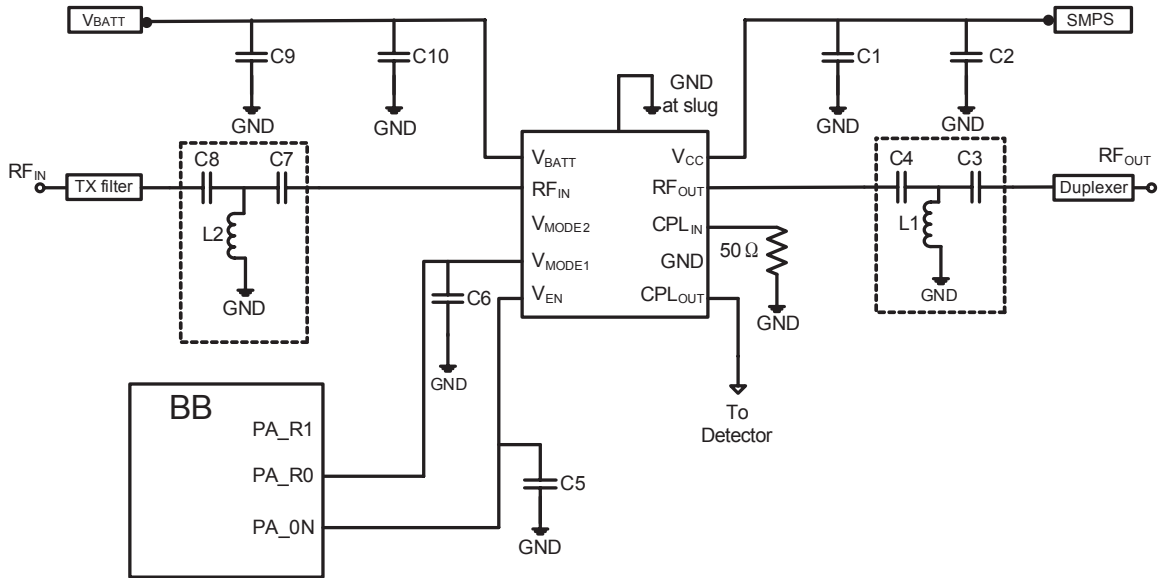 VBATT
SMPS
C9
C10
C1
C2
GND
GND
GND
at slug
GND
GND
VBATT
VCC
C8
C7
C4
C3
RFIN
TX filter
RFIN
RFOUT
Duplexer
RFOUT
L2
VMODE2
CPLIN
L1
50 Ω
VMODE1
GND
GND
C6
VEN
CPLOUT
GND
GND
GND
BB
To
Detector
PA_R1
PA_R0
C5
PA_0N
GND